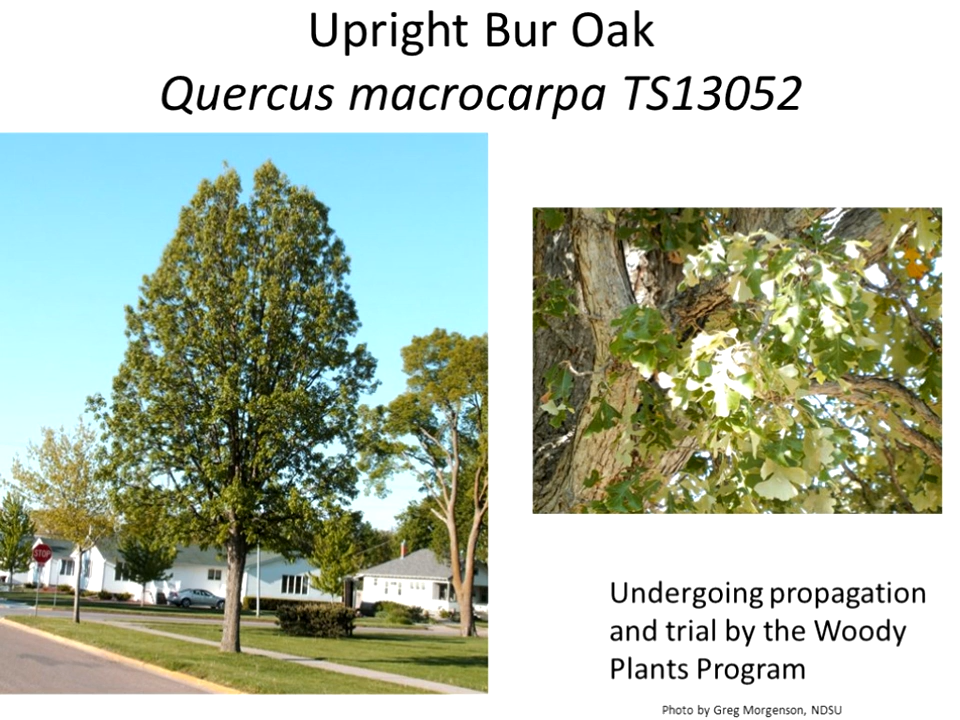 Upright Bur Oak
Quercus macrocarpa TS13052
STOP
Undergoing propagation
and trial by the Woody
Plants Program
Photo by Greg Morgenson, NDSU